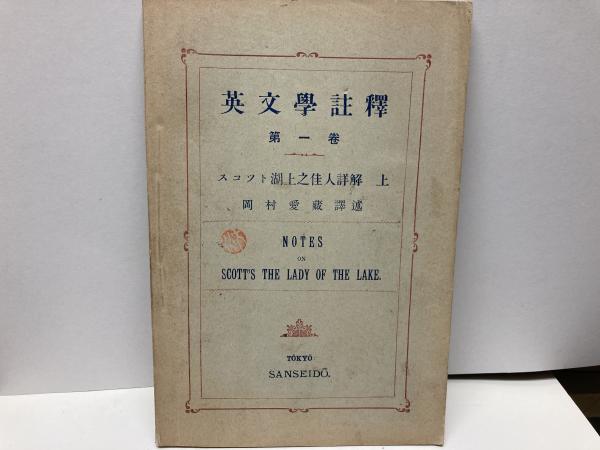 英文學註釋
第一卷
スコツト湖上之佳人詳解 上
岡村愛藏譯述
NOTES
ON
SCOTT'S THE LADY OF THE LAKE.
TŌKYŌ
SANSEIDŌ.